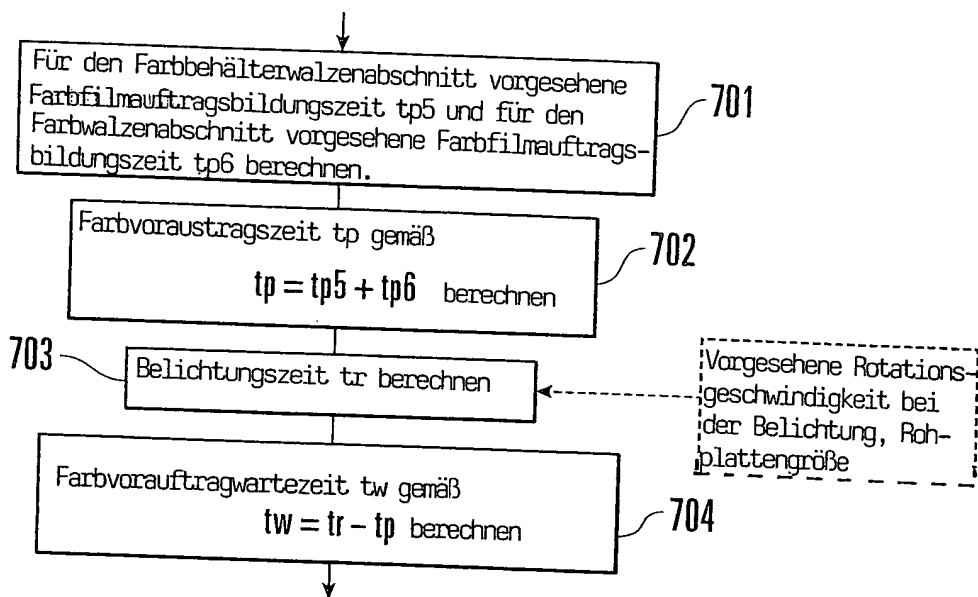 Für den Farbbehälterwalzenabschnitt vorgesehene
Farbfilmauftragsbildungszeit tp5 und für den
Farbwalzenabschnitt vorgesehene Farbfilmauftrags-
bildungszeit tp6 berechnen.
701
Farbvoraustragszeit tp gemäß
tp = tp5 + tp6 berechnen
702
703
Belichtungszeit tr berechnen
Vorgesehene Rotations-
geschwindigkeit bei
der Belichtung, Roh-
plattengröße
Farbvorauftragwartezeit tw gemäß
tw = tr − tp berechnen
704